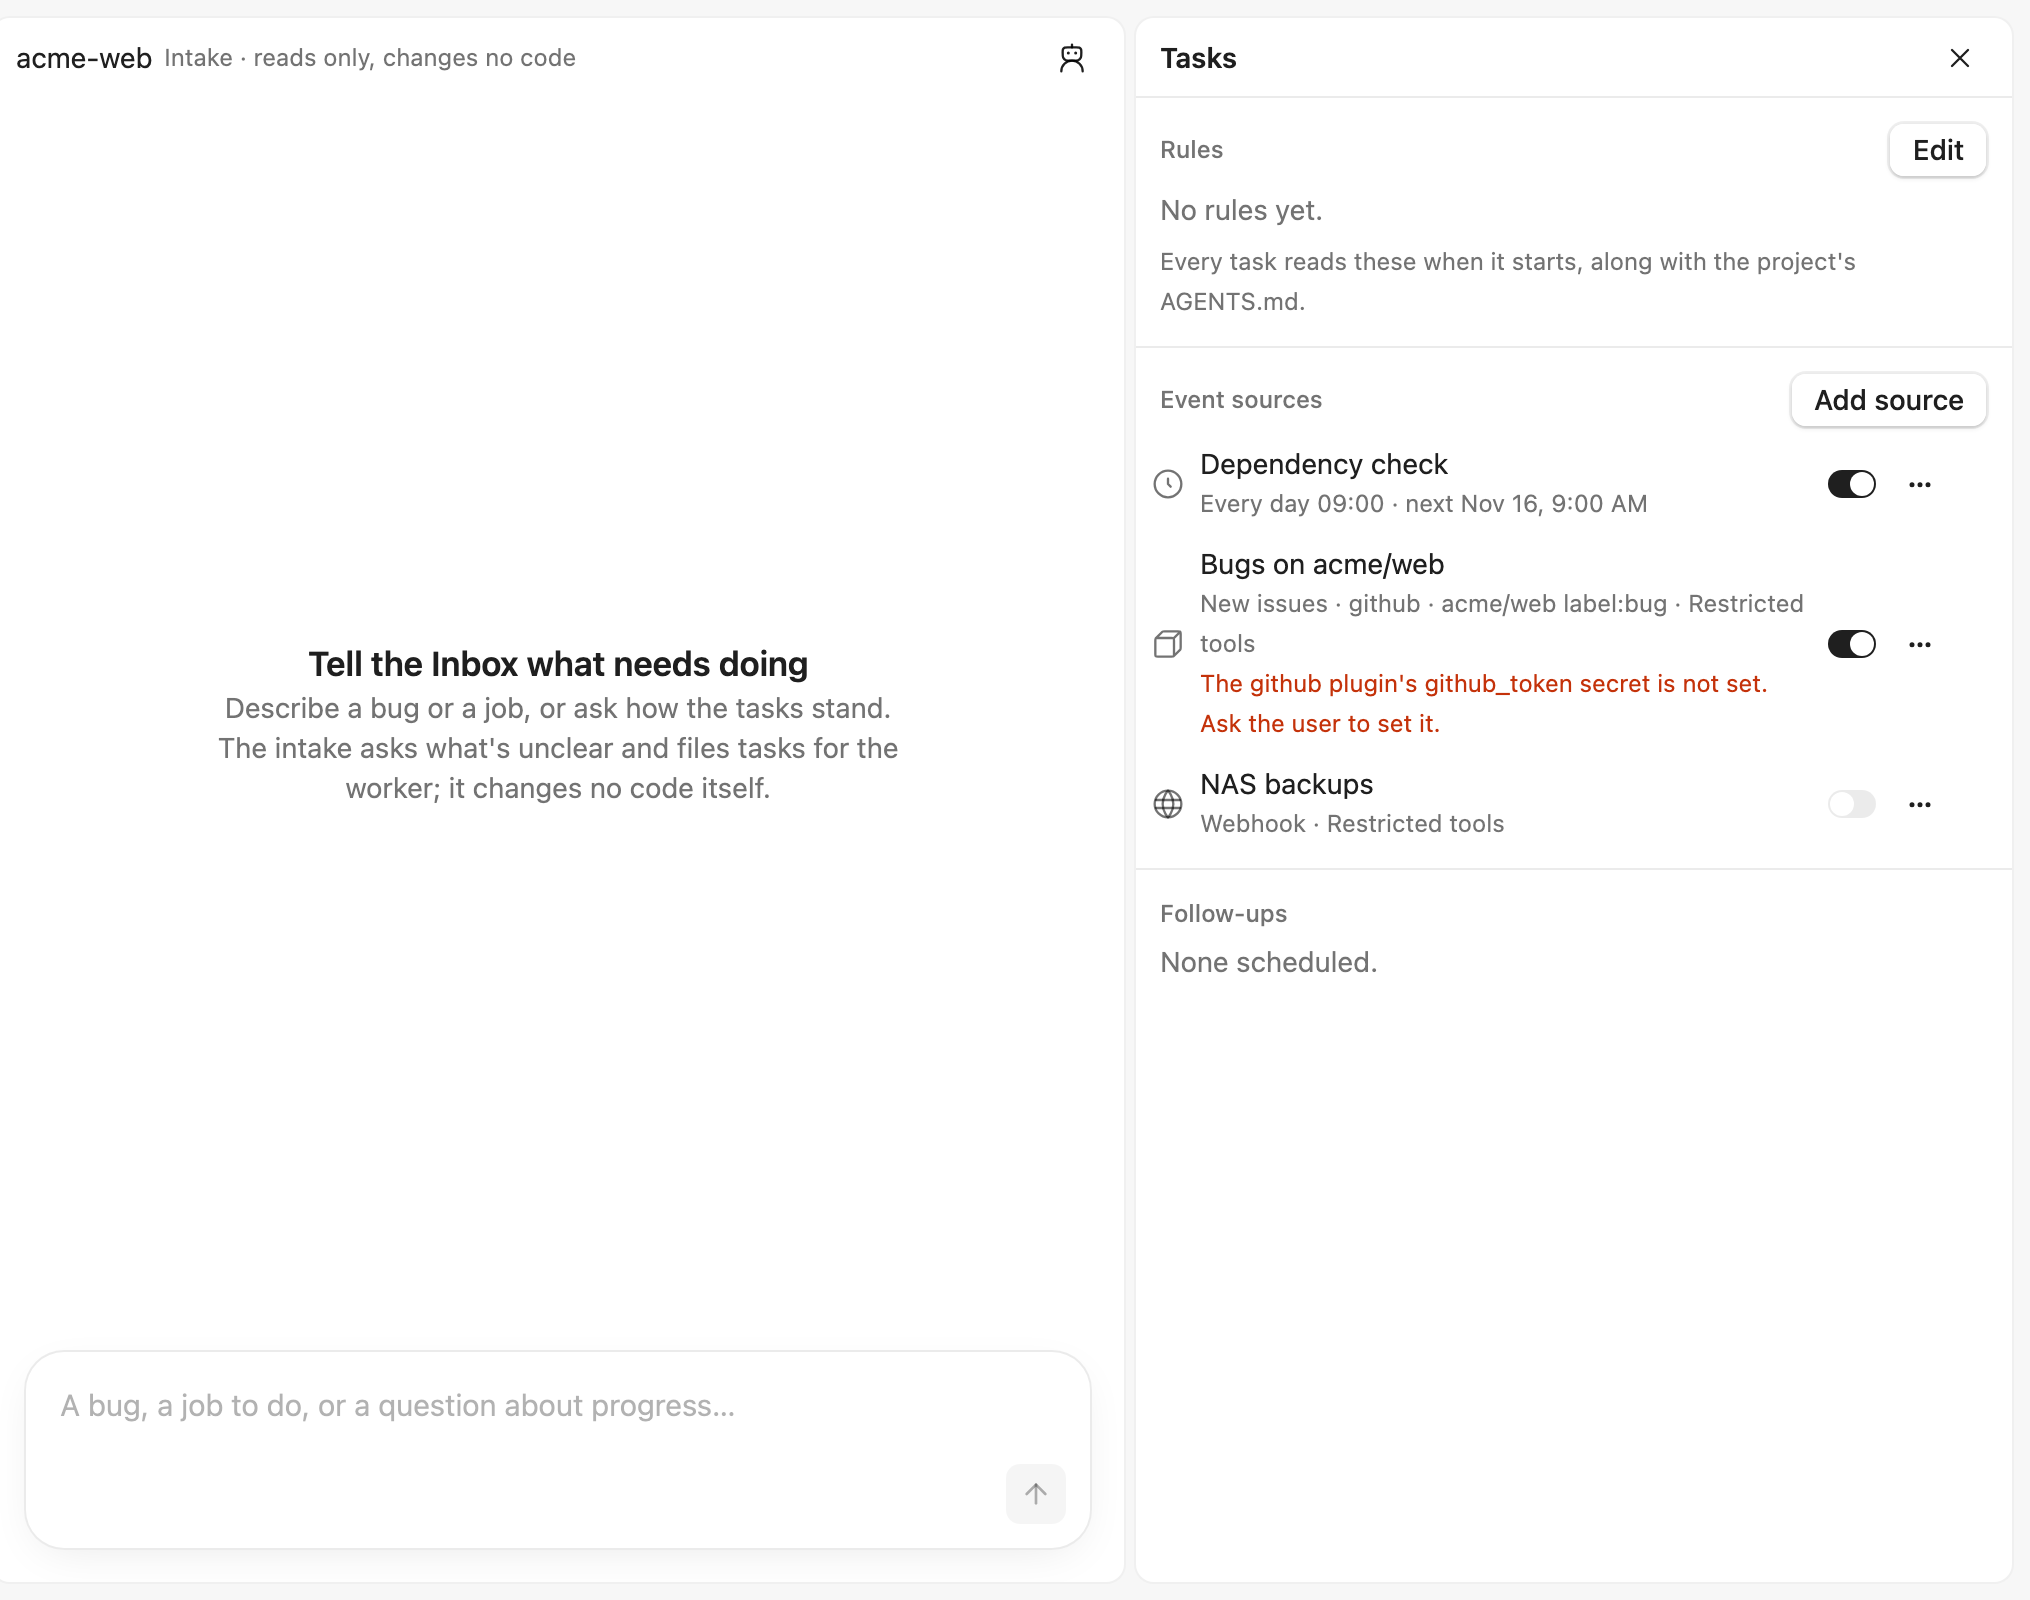 acme-web Intake · reads only, changes no code
Tell the Inbox what needs doing
Describe a bug or a job, or ask how the tasks stand.
The intake asks what's unclear and files tasks for the
worker; it changes no code itself.
A bug, a job to do, or a question about progress...
Tasks
Rules
Edit
No rules yet.
Every task reads these when it starts, along with the project's
AGENTS.md.
Event sources
Add source
Dependency check
Every day 09:00 · next Nov 16, 9:00 AM
Bugs on acme/web
New issues · github · acme/web label:bug · Restricted
tools
The github plugin's github_token secret is not set.
Ask the user to set it.
NAS backups
Webhook · Restricted tools
Follow-ups
None scheduled.